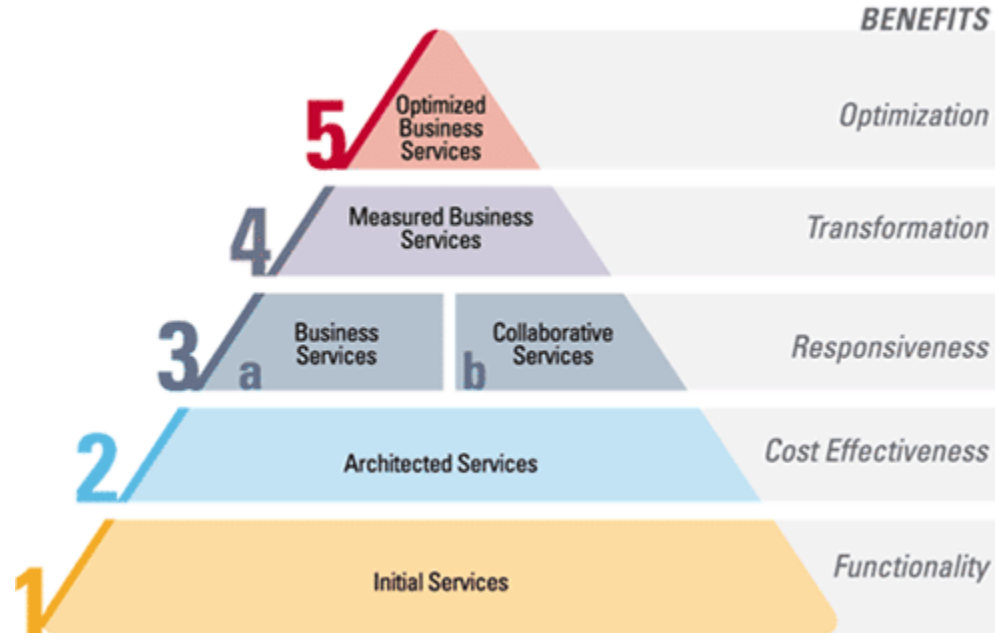 BENEFITS
5
Optimized
Business
Services
Optimization
4
Measured Business
Services
Transformation
3
a
Business
Services
b
Collaborative
Services
Responsiveness
2
Architected Services
Cost Effectiveness
1
Initial Services
Functionality